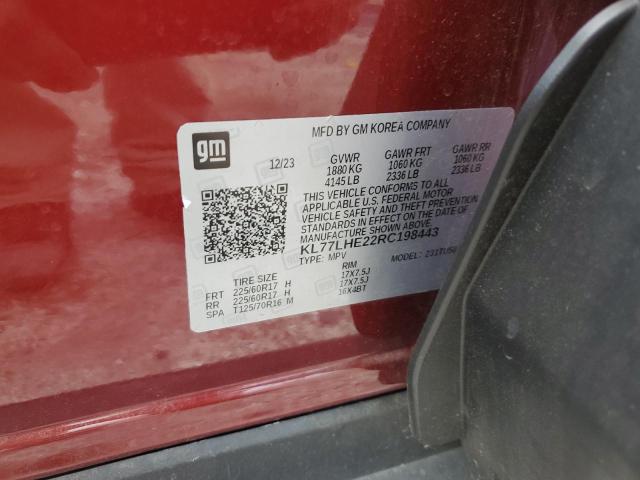 MFD BY GM KOREA COMPANY
gm
12/23 GVWR GAWR FRT GAWR RR
1880 KG 1060 KG 1060 KG
4145 LB 2336 LB 2336 LB
THIS VEHICLE CONFORMS TO ALL
APPLICABLE U.S. FEDERAL MOTOR
VEHICLE SAFETY AND THEFT PREVENTION
STANDARDS IN EFFECT ON THE DATE OF
MANUFACTURE SHOWN ABOVE.
KL77LHE22RC198443
TYPE: MPV MODEL:
TIRE SIZE RIM
FRT 225/60R17 H 17X7.5J
RR 225/60R17 H 17X7.5J
SPA T125/70R16 M 16X4BT